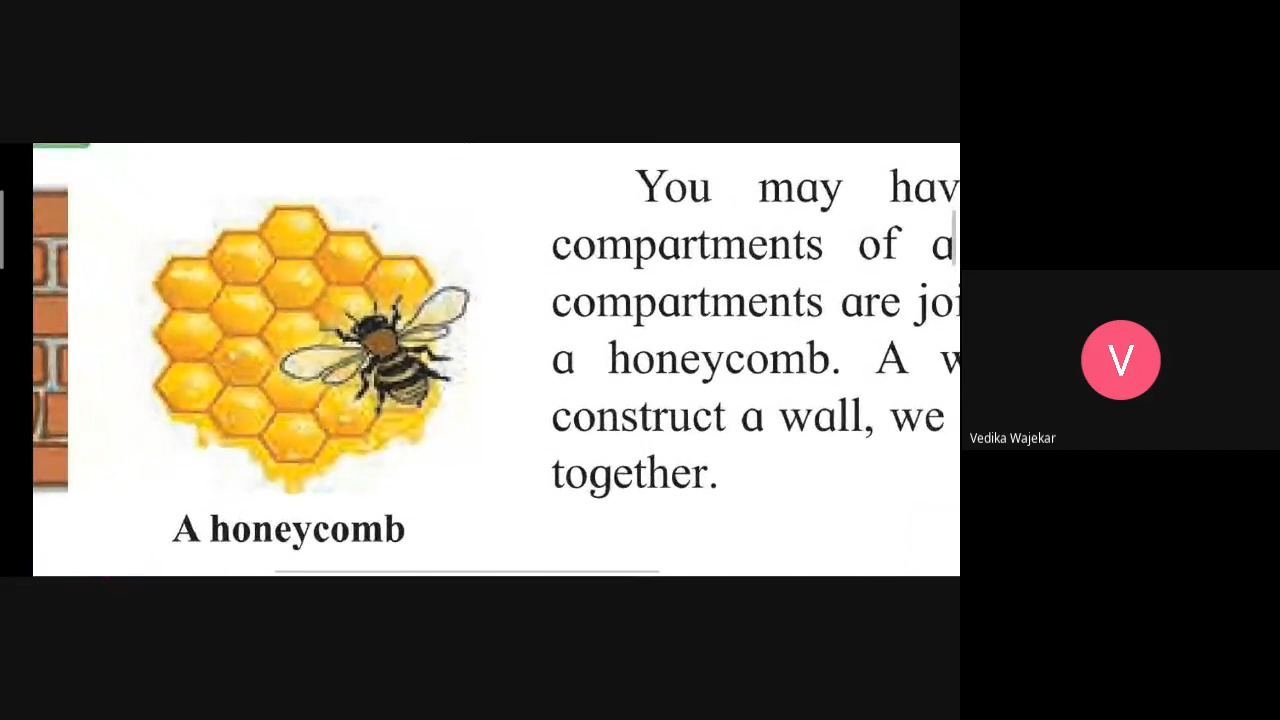 You may hav
compartments of a
compartments are joi
a honeycomb. A w
construct a wall, we
together.
A honeycomb
V
Vedika Wajekar